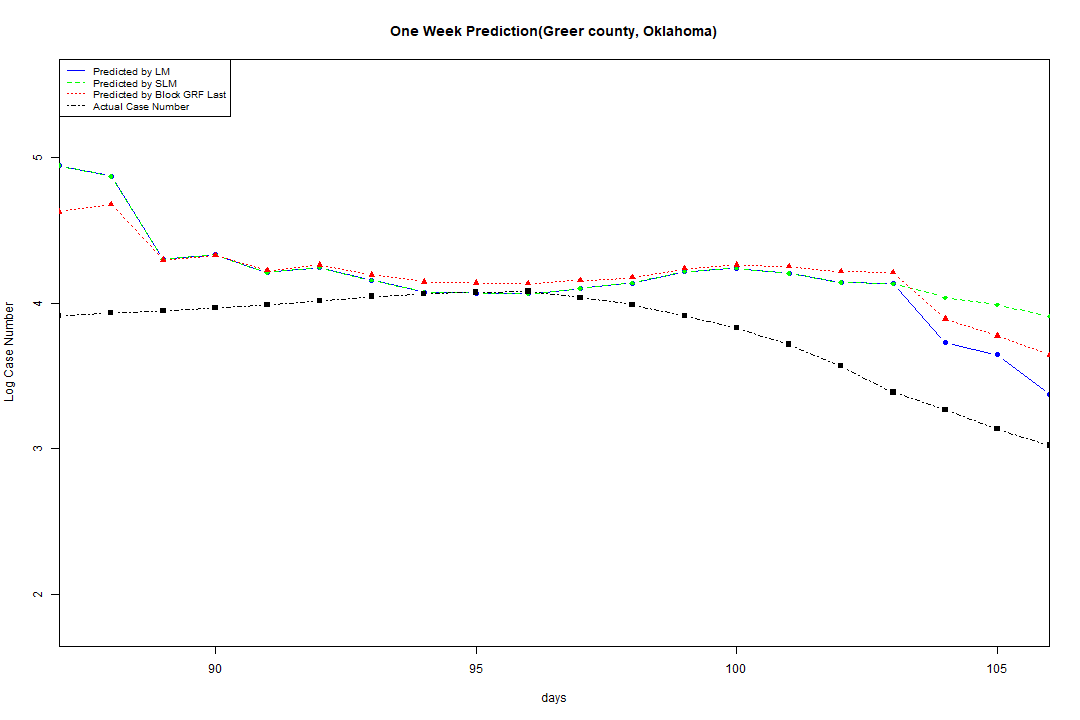 One Week Prediction(Greer county, Oklahoma)
Predicted by LM
Predicted by SLM
Predicted by Block GRF Last
Actual Case Number
5
4
3
2
Log Case Number
90 95 100 105
days